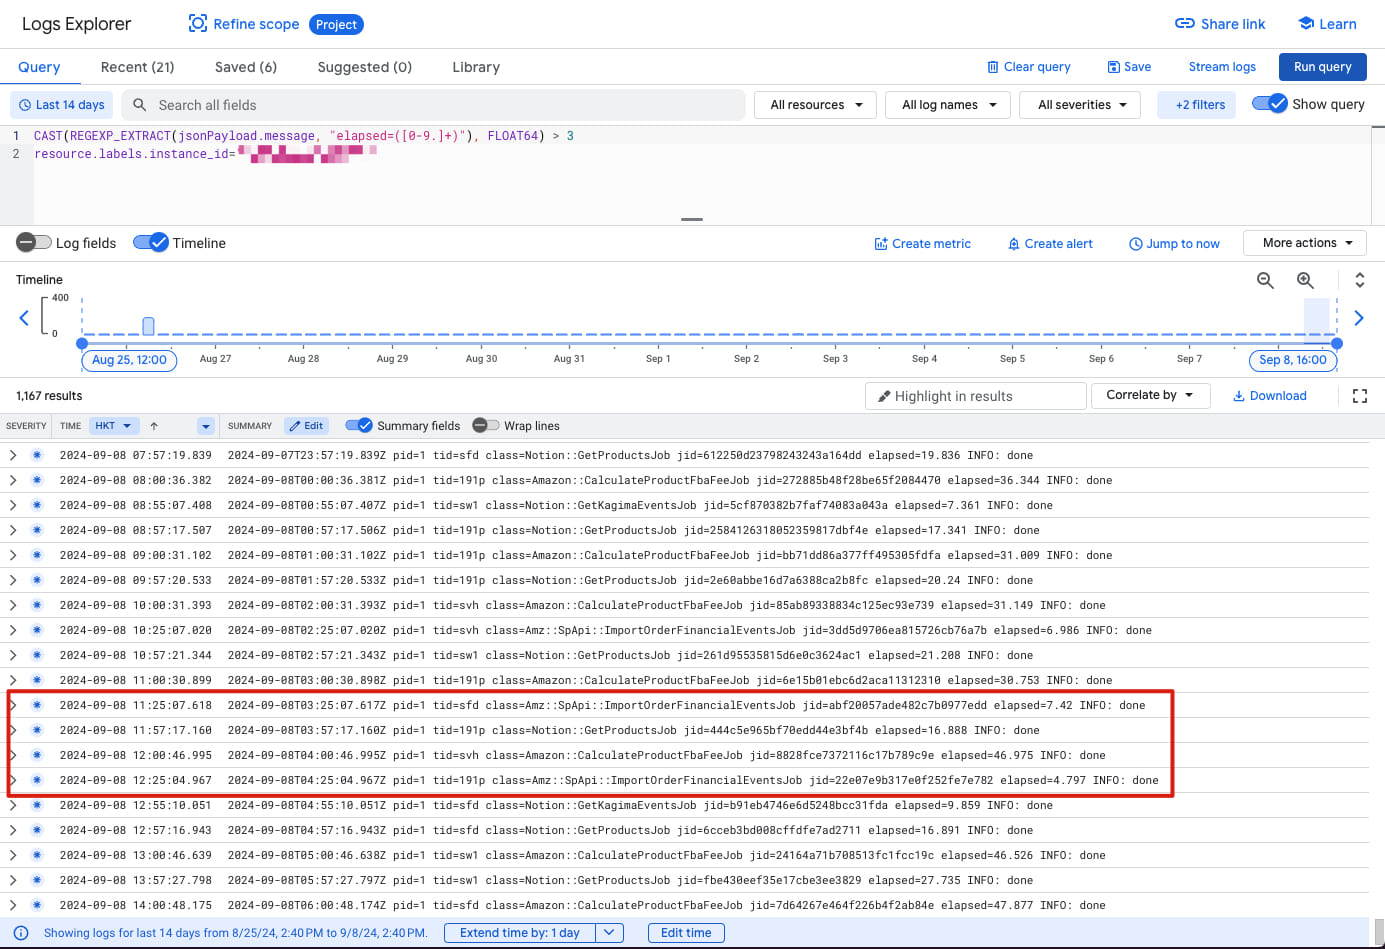 Logs Explorer Refine scope Project Share link Learn
Query Recent (21) Saved (6) Suggested (0) Library Clear query Save Stream logs Run query
Last 14 days Search all fields All resources All log names All severities +2 filters Show query
1 CAST(REGEXP_EXTRACT(jsonPayload.message, "elapsed=([0-9.]+)"), FLOAT64) > 3
2 resource.labels.instance_id=
Log fields Timeline Create metric Create alert Jump to now More actions
Timeline
400
0
Aug 25, 12:00 Aug 27 Aug 28 Aug 29 Aug 30 Aug 31 Sep 1 Sep 2 Sep 3 Sep 4 Sep 5 Sep 6 Sep 7 Sep 8, 16:00
1,167 results Highlight in results Correlate by Download
SEVERITY TIME HKT SUMMARY Edit Summary fields Wrap lines
2024-09-08 07:57:19.839 2024-09-07T23:57:19.839Z pid=1 tid=sfd class=Notion::GetProductsJob jid=612250d23798243243a164dd elapsed=19.836 INFO: done
2024-09-08 08:00:36.382 2024-09-08T00:00:36.381Z pid=1 tid=191p class=Amazon::CalculateProductFbaFeeJob jid=272885b48f28be65f2084470 elapsed=36.344 INFO: done
2024-09-08 08:55:07.408 2024-09-08T00:55:07.407Z pid=1 tid=sw1 class=Notion::GetKagimaEventsJob jid=5cf870382b7faf74083a043a elapsed=7.361 INFO: done
2024-09-08 08:57:17.507 2024-09-08T00:57:17.506Z pid=1 tid=191p class=Notion::GetProductsJob jid=2584126318052359817dbf4e elapsed=17.341 INFO: done
2024-09-08 09:00:31.102 2024-09-08T01:00:31.102Z pid=1 tid=191p class=Amazon::CalculateProductFbaFeeJob jid=bb71dd86a377ff495305fdfa elapsed=31.009 INFO: done
2024-09-08 09:57:20.533 2024-09-08T01:57:20.533Z pid=1 tid=191p class=Notion::GetProductsJob jid=2e60abbe16d7a6388ca2b8fc elapsed=20.24 INFO: done
2024-09-08 10:00:31.393 2024-09-08T02:00:31.393Z pid=1 tid=svh class=Amazon::CalculateProductFbaFeeJob jid=85ab89338834c125ec93e739 elapsed=31.149 INFO: done
2024-09-08 10:25:07.020 2024-09-08T02:25:07.020Z pid=1 tid=svh class=Amz::SpApi::ImportOrderFinancialEventsJob jid=3dd5d9706ea815726cb76a7b elapsed=6.986 INFO: done
2024-09-08 10:57:21.344 2024-09-08T02:57:21.343Z pid=1 tid=sw1 class=Notion::GetProductsJob jid=261d95535815d6e0c3624ac1 elapsed=21.208 INFO: done
2024-09-08 11:00:30.899 2024-09-08T03:00:30.898Z pid=1 tid=191p class=Amazon::CalculateProductFbaFeeJob jid=6e15b01ebc6d2aca11312310 elapsed=30.753 INFO: done
2024-09-08 11:25:07.618 2024-09-08T03:25:07.617Z pid=1 tid=sfd class=Amz::SpApi::ImportOrderFinancialEventsJob jid=abf20057ade482c7b0977edd elapsed=7.42 INFO: done
2024-09-08 11:57:17.160 2024-09-08T03:57:17.160Z pid=1 tid=191p class=Notion::GetProductsJob jid=444c5e965bf70edd44e3bf4b elapsed=16.888 INFO: done
2024-09-08 12:00:46.995 2024-09-08T04:00:46.995Z pid=1 tid=svh class=Amazon::CalculateProductFbaFeeJob jid=8828fce7372116c17b789c9e elapsed=46.975 INFO: done
2024-09-08 12:25:04.967 2024-09-08T04:25:04.967Z pid=1 tid=191p class=Amz::SpApi::ImportOrderFinancialEventsJob jid=22e07e9b317e0f252fe7e782 elapsed=4.797 INFO: done
2024-09-08 12:55:10.051 2024-09-08T04:55:10.051Z pid=1 tid=sfd class=Notion::GetKagimaEventsJob jid=b91eb4746e6d5248bcc31fda elapsed=9.859 INFO: done
2024-09-08 12:57:16.943 2024-09-08T04:57:16.943Z pid=1 tid=sfd class=Notion::GetProductsJob jid=6cceb3bd008cffdfe7ad2711 elapsed=16.891 INFO: done
2024-09-08 13:00:46.639 2024-09-08T05:00:46.638Z pid=1 tid=svh class=Amazon::CalculateProductFbaFeeJob jid=24164a71b708513fc1fcc19c elapsed=46.526 INFO: done
2024-09-08 13:57:27.798 2024-09-08T05:57:27.797Z pid=1 tid=sw1 class=Notion::GetProductsJob jid=fbe430eef35e17cbe3ee3829 elapsed=27.735 INFO: done
2024-09-08 14:00:48.175 2024-09-08T06:00:48.174Z pid=1 tid=sfd class=Amazon::CalculateProductFbaFeeJob jid=7d64267e464f226b4f2ab84e elapsed=47.877 INFO: done
Showing logs for last 14 days from 8/25/24, 2:40 PM to 9/8/24, 2:40 PM. Extend time by: 1 day Edit time